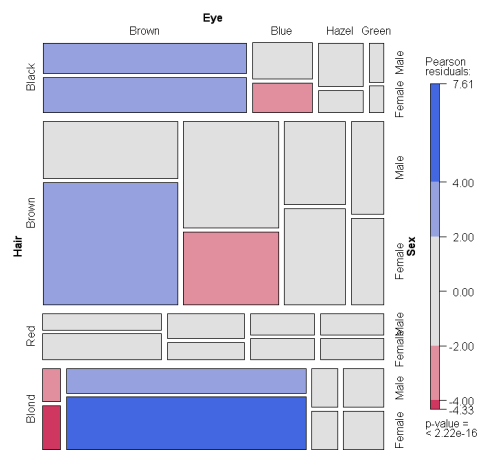 Eye
Brown Blue Hazel Green
Hair
Black
Brown
Red
Blond
Male
Female
Male
Female
Male
Female
Male
Female
Sex
Pearson
residuals:
7.61
4.00
2.00
0.00
-2.00
-4.00
-4.33
p-value =
< 2.22e-16